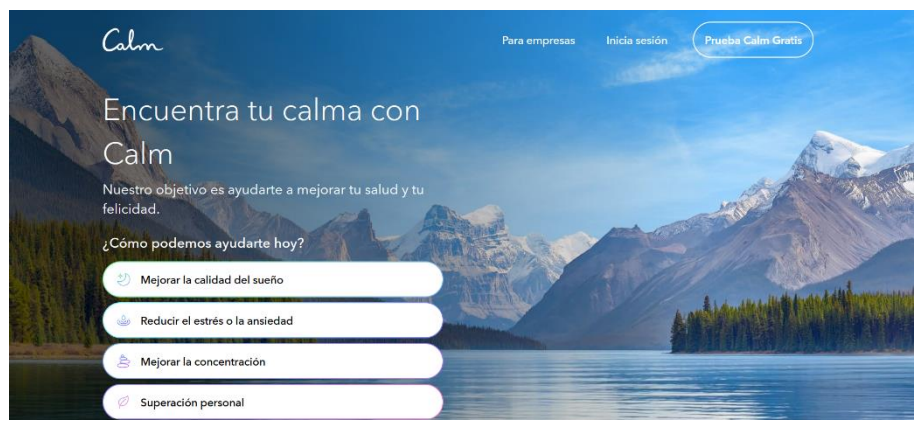 Calm
Para empresas
Inicia sesión
Prueba Calm Gratis
Encuentra tu calma con
Calm
Nuestro objetivo es ayudarte a mejorar tu salud y tu
felicidad.
¿Cómo podemos ayudarte hoy?
Mejorar la calidad del sueño
Reducir el estrés o la ansiedad
Mejorar la concentración
Superación personal